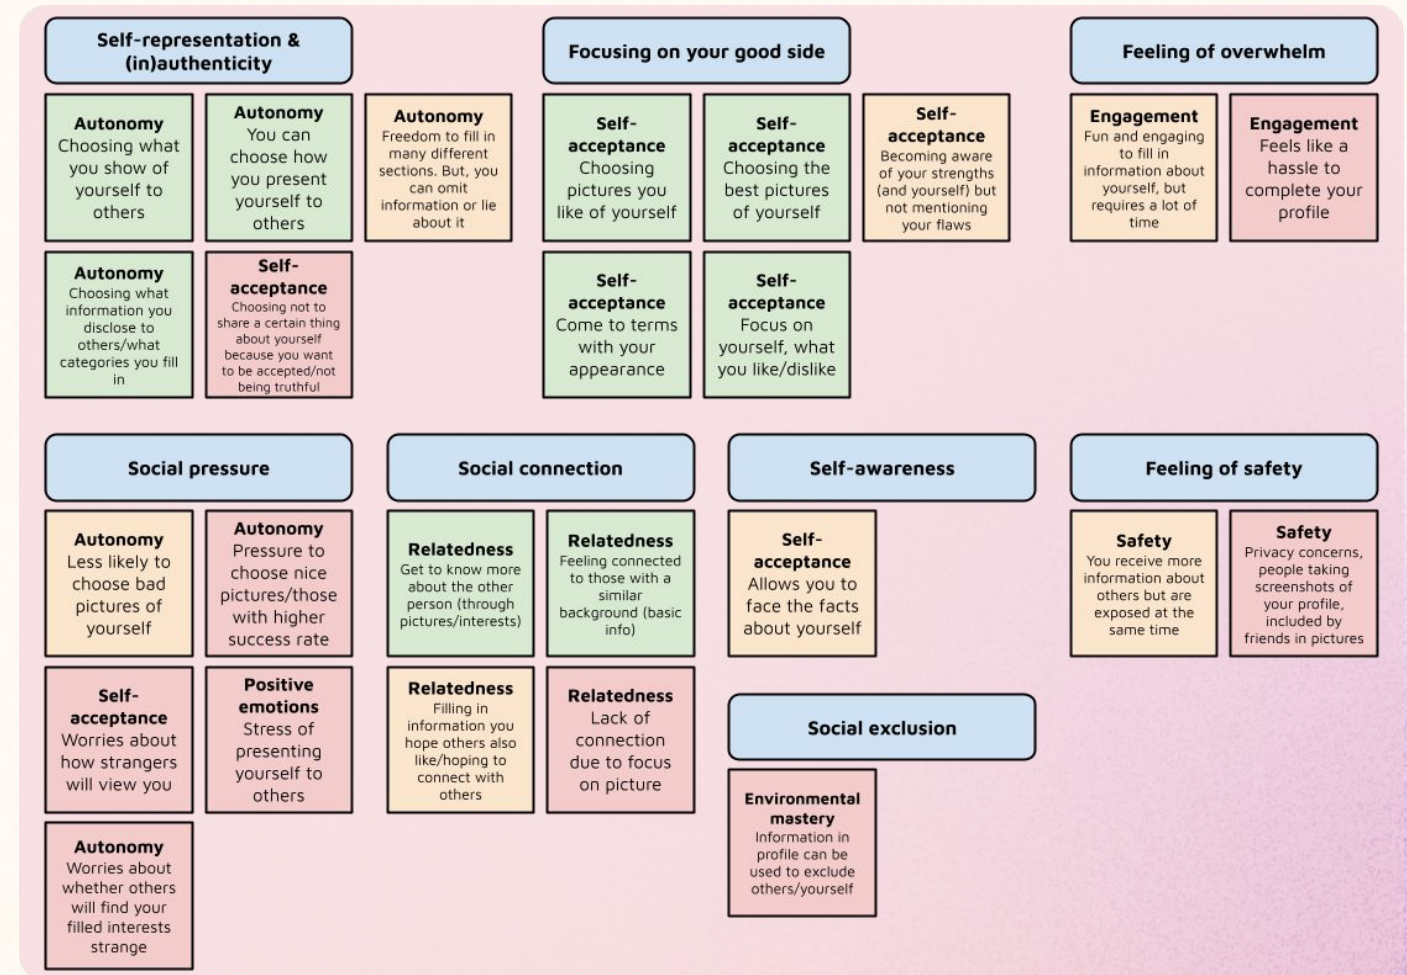 Self-representation &
(in)authenticity
Autonomy
Choosing what
you show of
yourself to
others
Autonomy
You can
choose how
you present
yourself to
others
Autonomy
Freedom to fill in
many different
sections. But, you
can omit
information or lie
about it
Autonomy
Choosing what
information you
disclose to
others/what
categories you fill
in
Self-
acceptance
Choosing not to
share a certain thing
about yourself
because you want
to be accepted/not
being truthful
Focusing on your good side
Self-
acceptance
Choosing
pictures you
like of yourself
Self-
acceptance
Choosing the
best pictures
of yourself
Self-
acceptance
Becoming aware
of your strengths
(and yourself) but
not mentioning
your flaws
Self-
acceptance
Come to terms
with your
appearance
Self-
acceptance
Focus on
yourself, what
you like/dislike
Feeling of overwhelm
Engagement
Fun and engaging
to fill in
information about
yourself, but
requires a lot of
time
Engagement
Feels like a
hassle to
complete your
profile
Social pressure
Autonomy
Less likely to
choose bad
pictures of
yourself
Autonomy
Pressure to
choose nice
pictures/those
with higher
success rate
Self-
acceptance
Worries about
how strangers
will view you
Positive
emotions
Stress of
presenting
yourself to
others
Autonomy
Worries about
whether others
will find your
filled interests
strange
Social connection
Relatedness
Get to know more
about the other
person (through
pictures/interests)
Relatedness
Feeling connected
to those with a
similar
background (basic
info)
Relatedness
Filling in
information you
hope others also
like/hoping to
connect with
others
Relatedness
Lack of
connection
due to focus
on picture
Self-awareness
Self-
acceptance
Allows you to
face the facts
about yourself
Social exclusion
Environmental
mastery
Information in
profile can be
used to exclude
others/yourself
Feeling of safety
Safety
You receive more
information about
others but are
exposed at the
same time
Safety
Privacy concerns,
people taking
screenshots of
your profile,
included by
friends in pictures